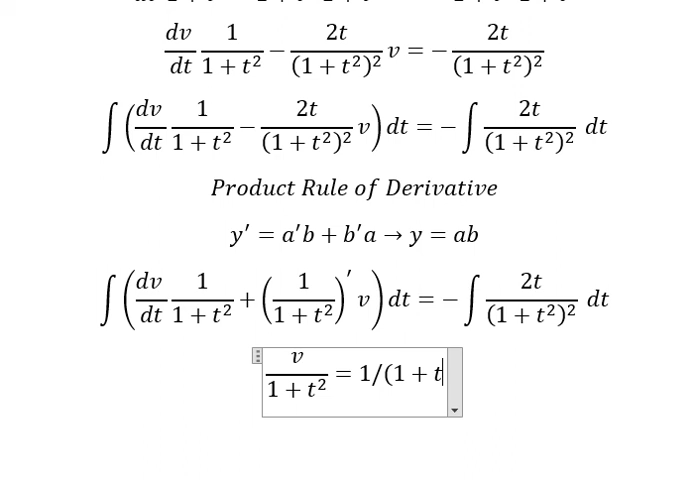 dv/dt 1/(1 + t²) − 2t/(1 + t²)² v = − 2t/(1 + t²)²
∫ (dv/dt 1/(1 + t²) − 2t/(1 + t²)² v) dt = − ∫ 2t/(1 + t²)² dt
Product Rule of Derivative
y′ = a′b + b′a → y = ab
∫ (dv/dt 1/(1 + t²) + (1/(1 + t²))′ v) dt = − ∫ 2t/(1 + t²)² dt
v/(1 + t²) = 1/(1 + t